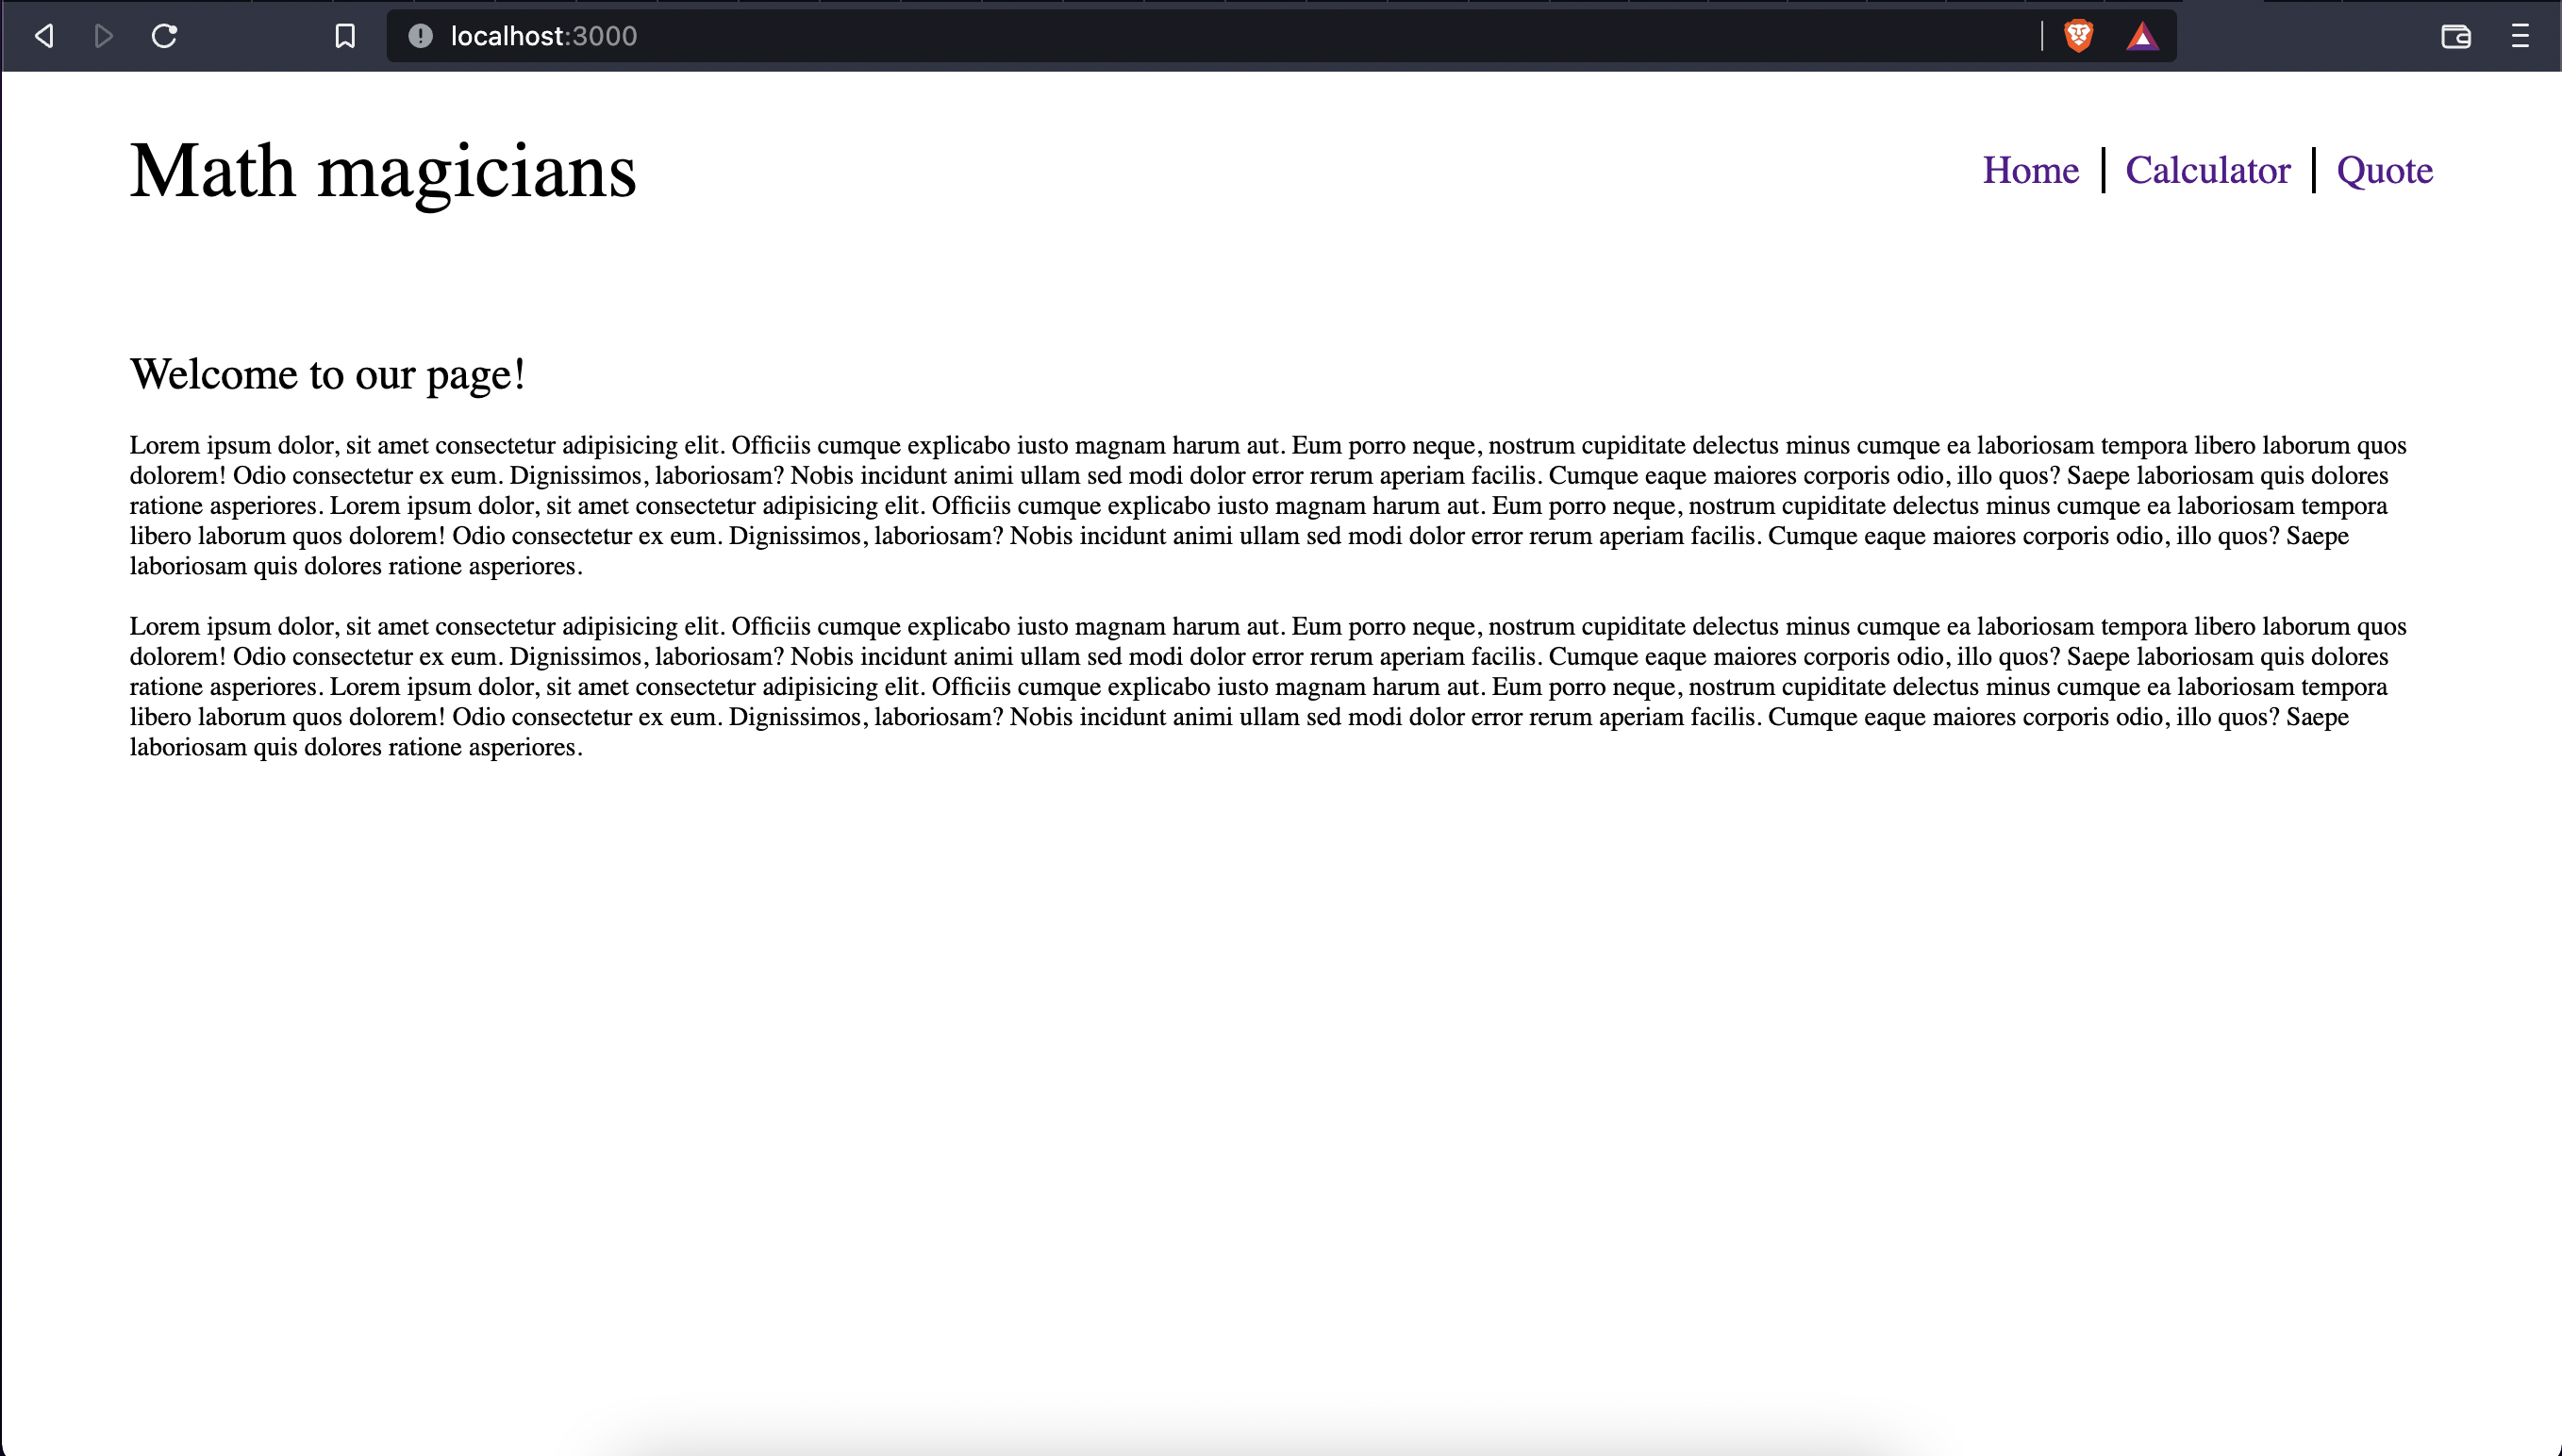 localhost:3000
Math magicians
Home | Calculator | Quote
Welcome to our page!
Lorem ipsum dolor, sit amet consectetur adipisicing elit. Officiis cumque explicabo iusto magnam harum aut. Eum porro neque, nostrum cupiditate delectus minus cumque ea laboriosam tempora libero laborum quos
dolorem! Odio consectetur ex eum. Dignissimos, laboriosam? Nobis incidunt animi ullam sed modi dolor error rerum aperiam facilis. Cumque eaque maiores corporis odio, illo quos? Saepe laboriosam quis dolores
ratione asperiores. Lorem ipsum dolor, sit amet consectetur adipisicing elit. Officiis cumque explicabo iusto magnam harum aut. Eum porro neque, nostrum cupiditate delectus minus cumque ea laboriosam tempora
libero laborum quos dolorem! Odio consectetur ex eum. Dignissimos, laboriosam? Nobis incidunt animi ullam sed modi dolor error rerum aperiam facilis. Cumque eaque maiores corporis odio, illo quos? Saepe
laboriosam quis dolores ratione asperiores.
Lorem ipsum dolor, sit amet consectetur adipisicing elit. Officiis cumque explicabo iusto magnam harum aut. Eum porro neque, nostrum cupiditate delectus minus cumque ea laboriosam tempora libero laborum quos
dolorem! Odio consectetur ex eum. Dignissimos, laboriosam? Nobis incidunt animi ullam sed modi dolor error rerum aperiam facilis. Cumque eaque maiores corporis odio, illo quos? Saepe laboriosam quis dolores
ratione asperiores. Lorem ipsum dolor, sit amet consectetur adipisicing elit. Officiis cumque explicabo iusto magnam harum aut. Eum porro neque, nostrum cupiditate delectus minus cumque ea laboriosam tempora
libero laborum quos dolorem! Odio consectetur ex eum. Dignissimos, laboriosam? Nobis incidunt animi ullam sed modi dolor error rerum aperiam facilis. Cumque eaque maiores corporis odio, illo quos? Saepe
laboriosam quis dolores ratione asperiores.